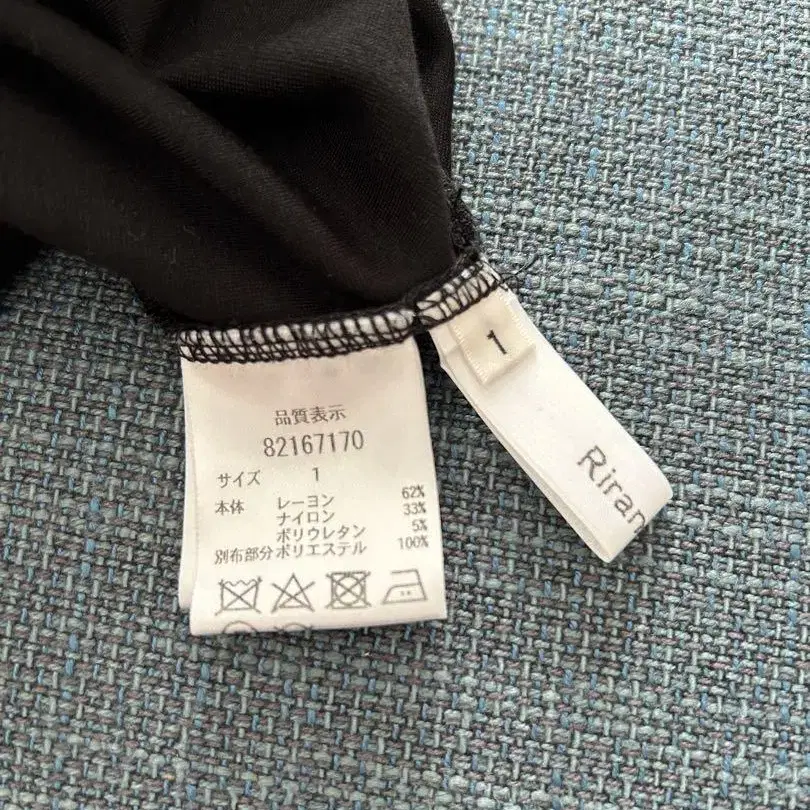 品質表示
82167170
サイズ 1
本体 レーヨン 62%
ナイロン 33%
ポリウレタン 5%
別布部分 ポリエステル 100%
1